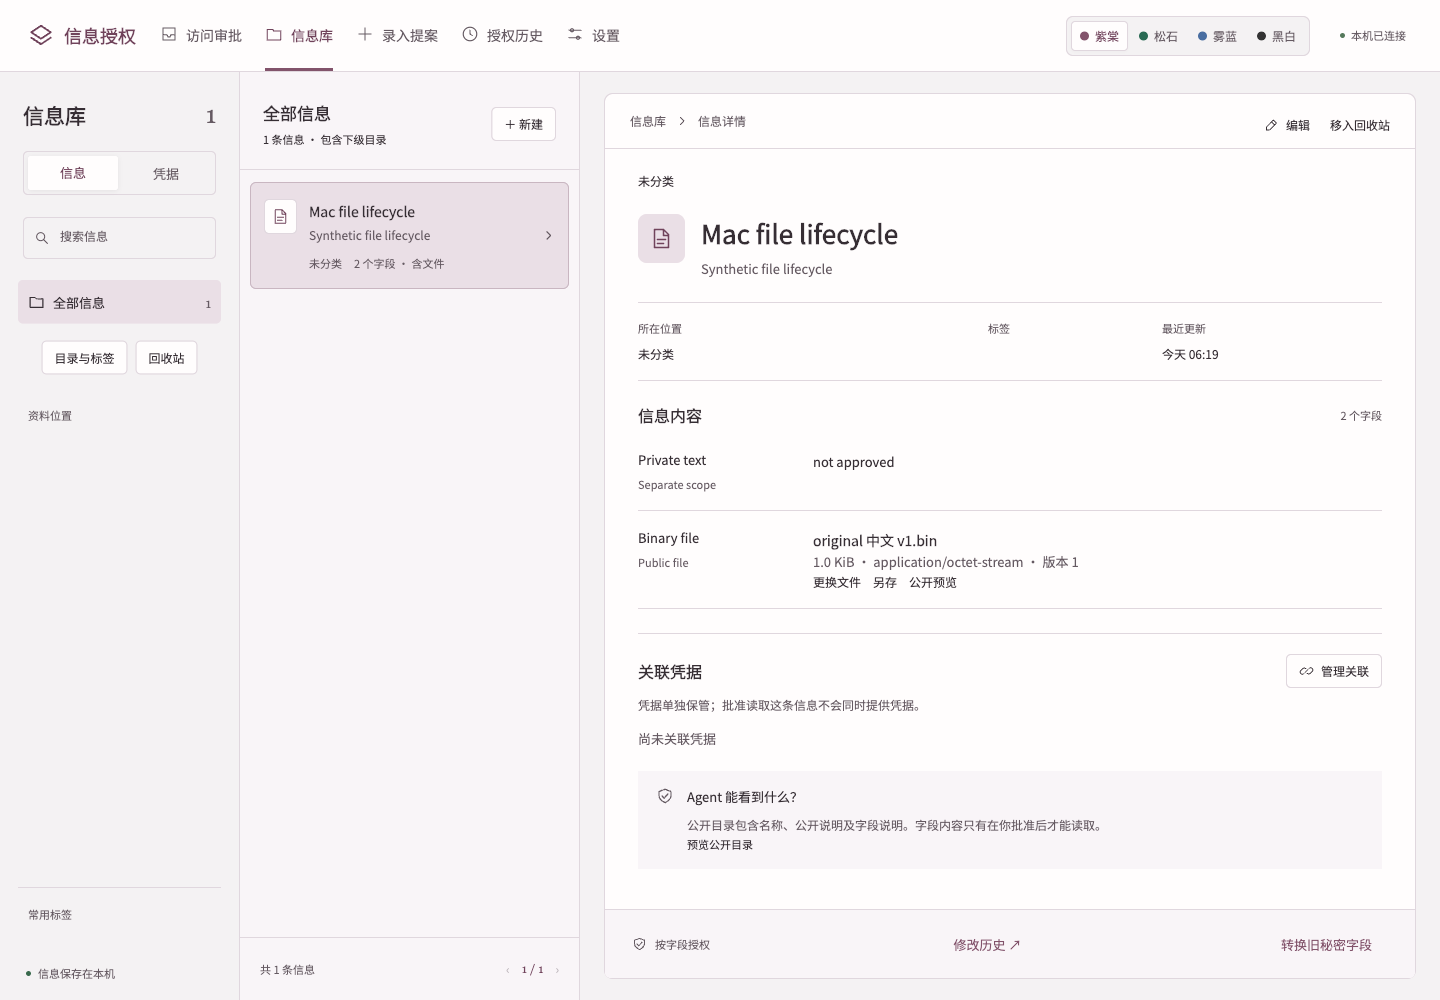 信息授权
访问审批
信息库
录入提案
授权历史
设置
紫棠
松石
雾蓝
黑白
本机已连接
信息库
1
信息
凭据
搜索信息
全部信息
1
目录与标签
回收站
资料位置
常用标签
信息保存在本机
全部信息
1 条信息 · 包含下级目录
新建
Mac file lifecycle
Synthetic file lifecycle
未分类 2 个字段 · 含文件
共 1 条信息
‹ 1 / 1 ›
信息库 > 信息详情
编辑
移入回收站
未分类
Mac file lifecycle
Synthetic file lifecycle
所在位置
未分类
标签
最近更新
今天 06:19
信息内容
2 个字段
Private text
Separate scope
not approved
Binary file
Public file
original 中文 v1.bin
1.0 KiB · application/octet-stream · 版本 1
更换文件 另存 公开预览
关联凭据
管理关联
凭据单独保管；批准读取这条信息不会同时提供凭据。
尚未关联凭据
Agent 能看到什么？
公开目录包含名称、公开说明及字段说明。字段内容只有在你批准后才能读取。
预览公开目录
按字段授权
修改历史 ↗
转换旧秘密字段